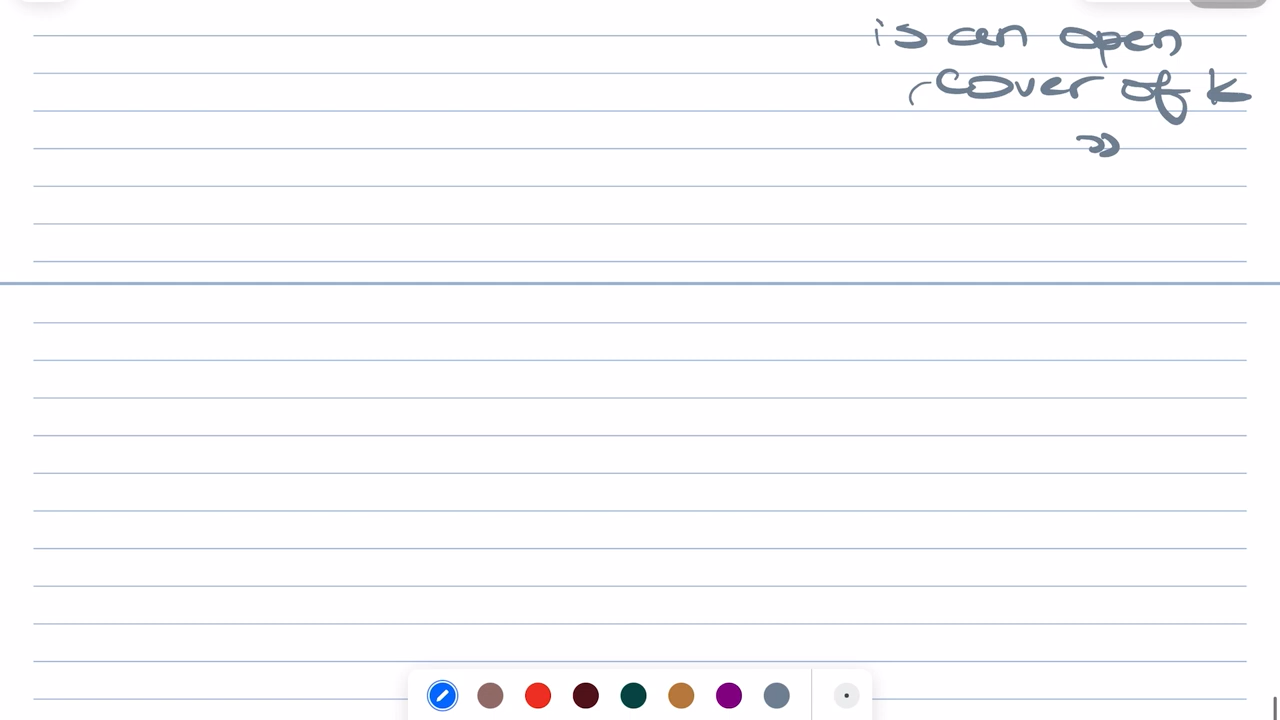 is an open
cover of k
»